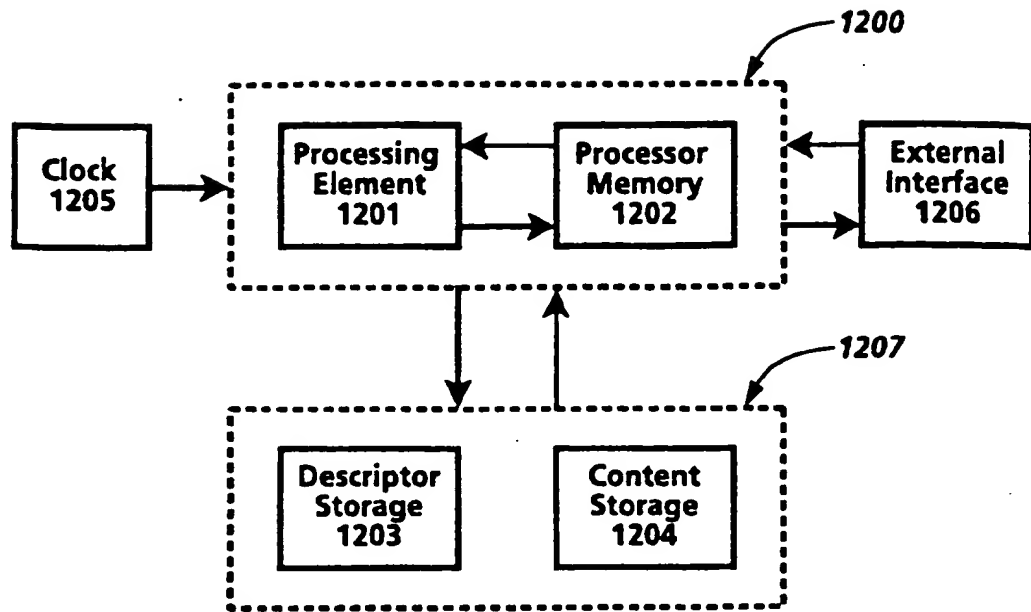 1200
Clock
1205
Processing
Element
1201
Processor
Memory
1202
External
Interface
1206
1207
Descriptor
Storage
1203
Content
Storage
1204